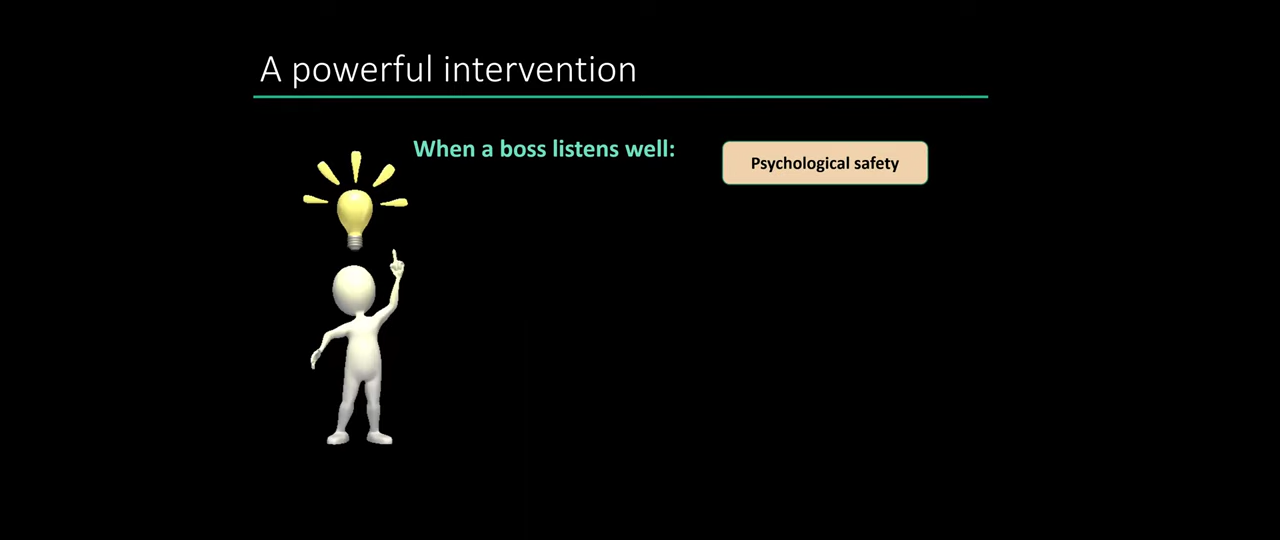 A powerful intervention
When a boss listens well:
Psychological safety